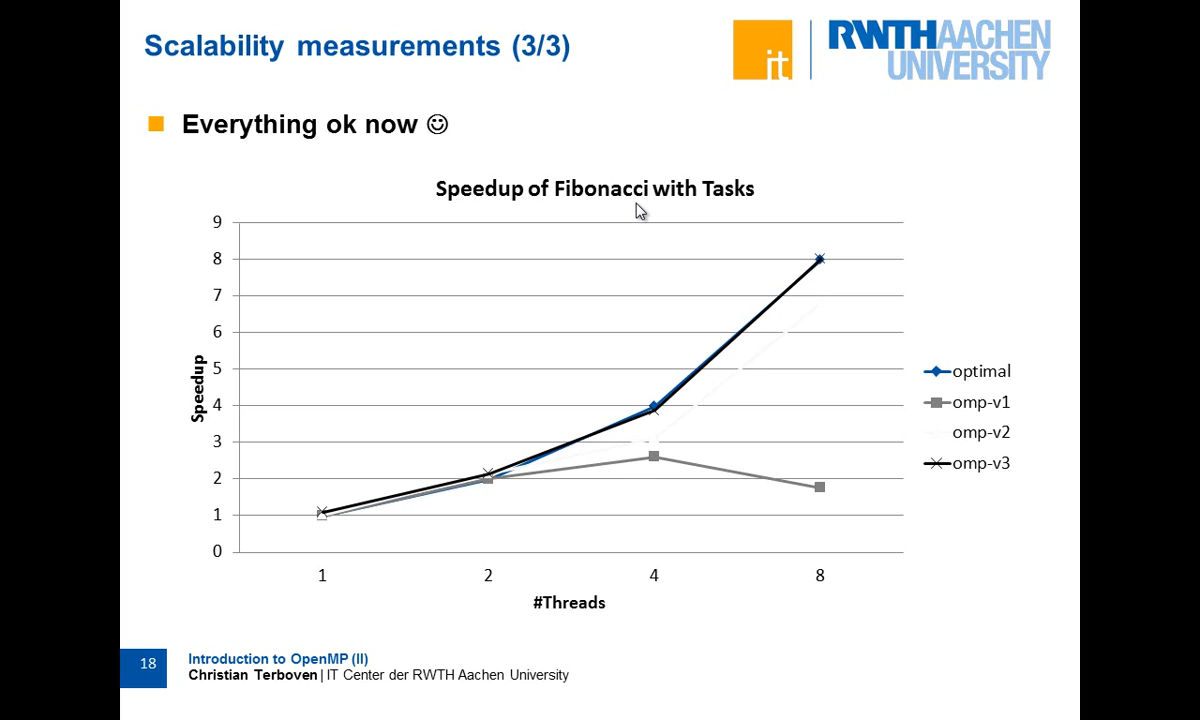 Scalability measurements (3/3)
it
RWTHAACHEN
UNIVERSITY
Everything ok now ☺
Speedup of Fibonacci with Tasks
9
8
7
6
5
4
3
2
1
0
Speedup
1 2 4 8
#Threads
optimal
omp-v1
omp-v2
omp-v3
18
Introduction to OpenMP (II)
Christian Terboven | IT Center der RWTH Aachen University